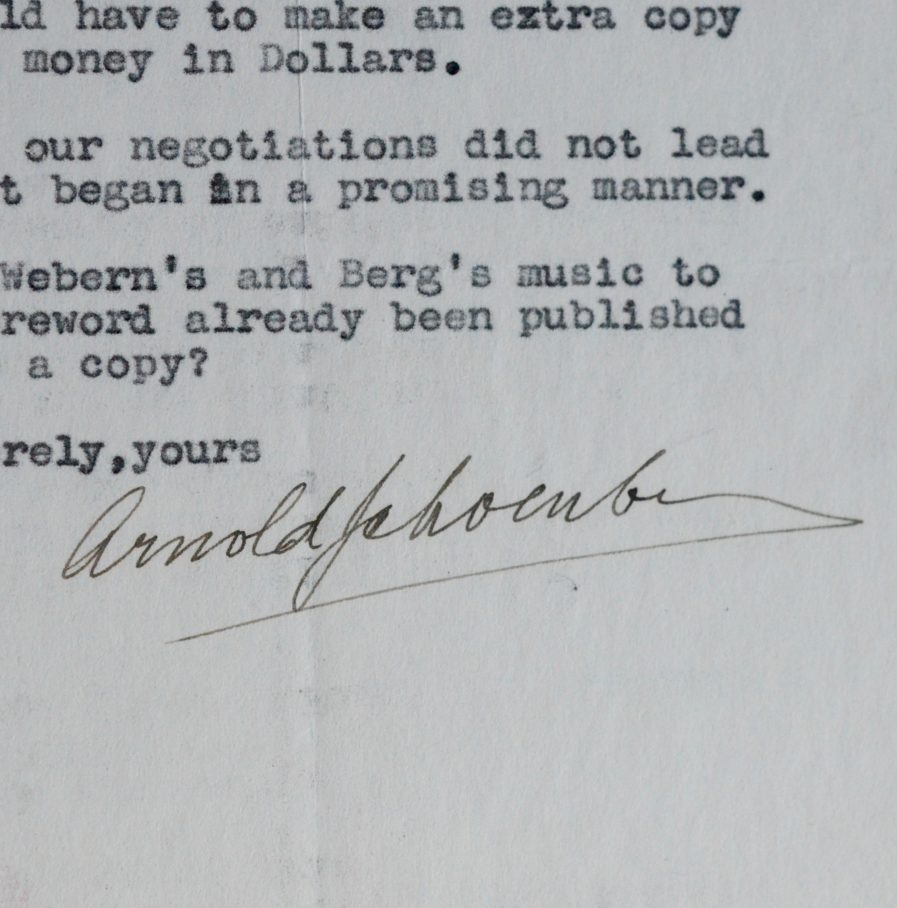 ld have to make an extra copy
money in Dollars.
our negotiations did not lead
t began in a promising manner.
Webern's and Berg's music to
reword already been published
a copy?
rely,yours
Arnold Schoenberg